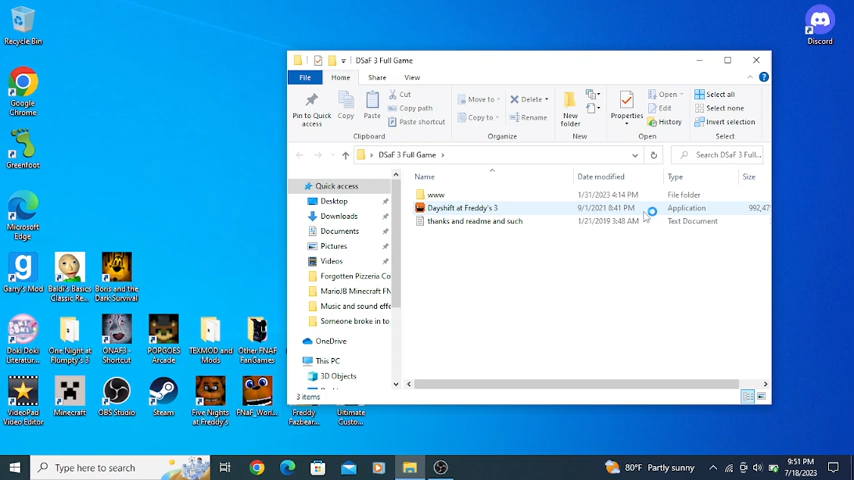 Recycle Bin
Discord
Google
Chrome
Greenfoot
Microsoft
Edge
Garry's Mod
Baldi's Basics
Classic Re...
Boris and the
Dark Survival
Doki Doki
Literatur...
One Night at
Flumpty's 3
ONAF3 -
Shortcut
POPGOES
Arcade
TEXMOD and
Mods
Other FNAF
FanGames
VideoPad
Video Editor
Minecraft
OBS Studio
Steam
Five Nights
at Freddy's
FNaF_Worl...
Freddy
Fazbear...
Ultimate
Custo...
DSaF 3 Full Game
File
Home
Share
View
Pin to Quick
access
Copy
Paste
Cut
Copy path
Paste shortcut
Clipboard
Move to
Copy to
Delete
Rename
Organize
New
folder
New
Properties
Open
Edit
History
Open
Select all
Select none
Invert selection
Select
DSaF 3 Full Game
Search DSaF 3 Full...
Name
Date modified
Type
Size
www
1/31/2023 4:14 PM
File folder
Dayshift at Freddy's 3
9/1/2021 8:41 PM
Application
992,47
thanks and readme and such
1/21/2019 3:48 AM
Text Document
Quick access
Desktop
Downloads
Documents
Pictures
Videos
Forgotten Pizzeria Co
MarioJB Minecraft FN
Music and sound effe
Someone broke in to
OneDrive
This PC
3D Objects
3 items
Type here to search
80°F Partly sunny
9:51 PM
7/18/2023